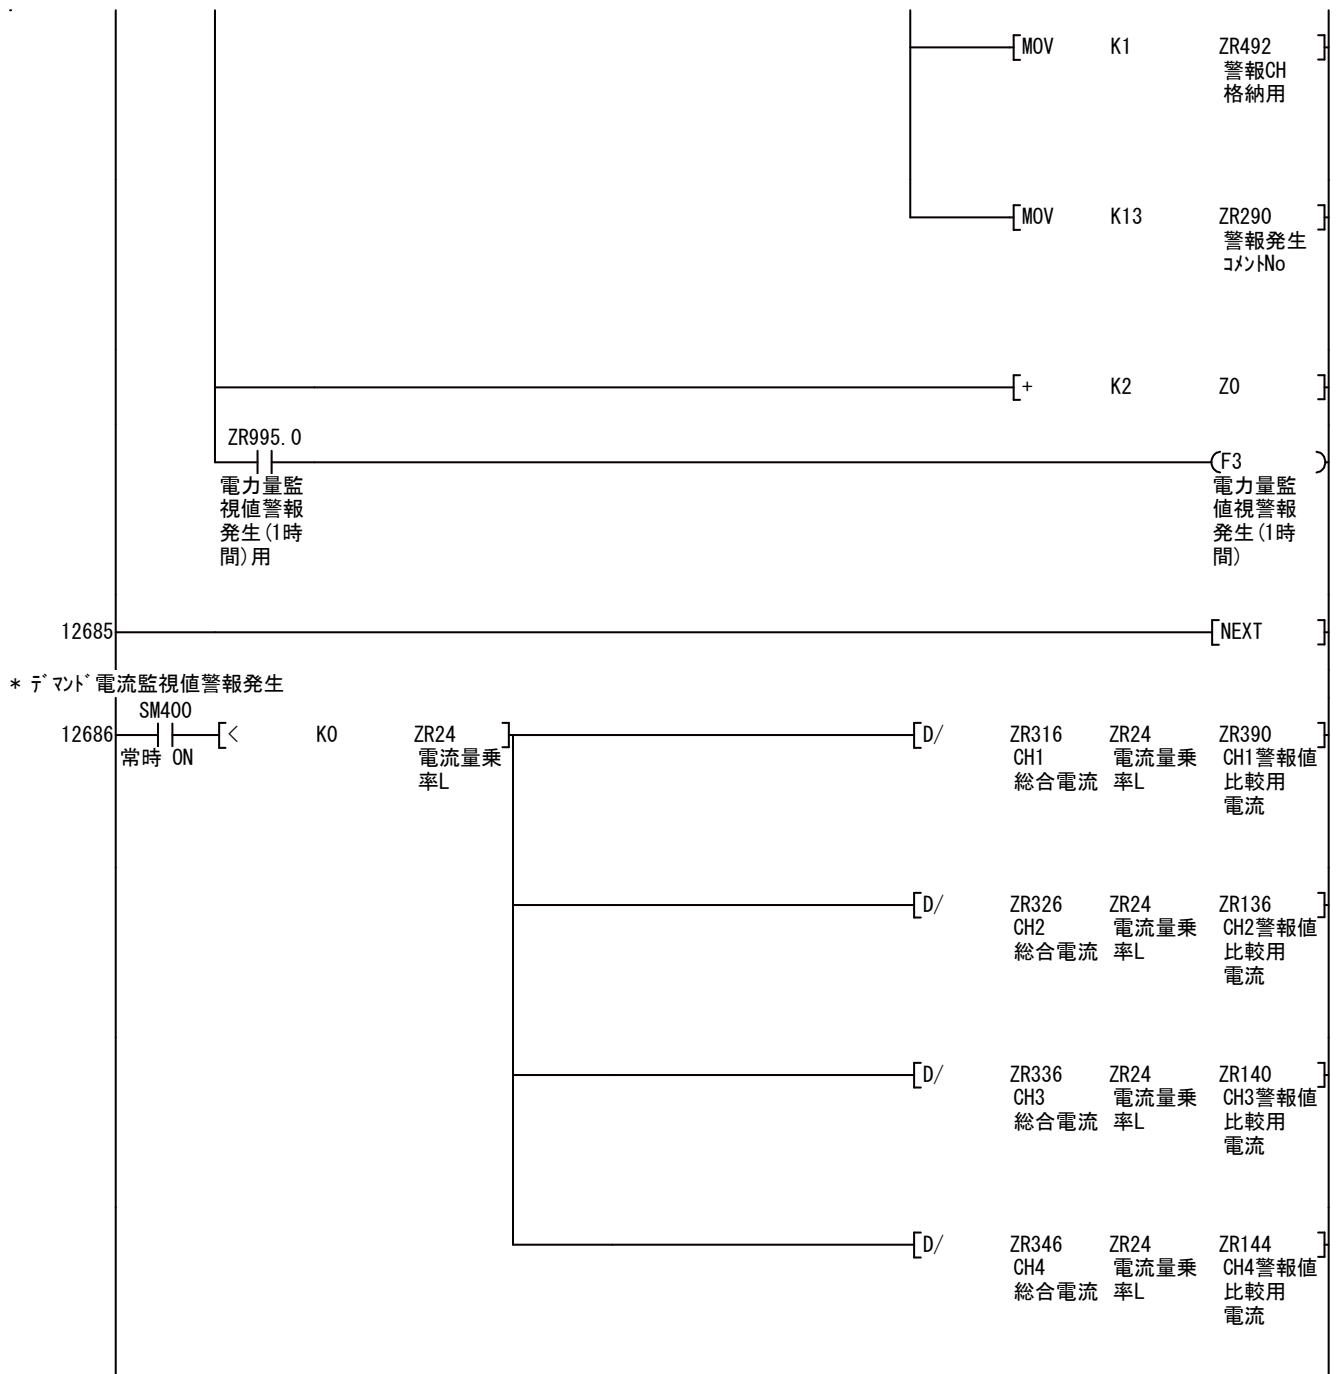 [MOV K1 ZR492 ]
警報CH
格納用
[MOV K13 ZR290 ]
警報発生
ｺﾒﾝﾄNo
[+ K2 Z0 ]
ZR995.0
(F3 )
電力量監
視値警報
発生(1時
間)用
電力量監
値視警報
発生(1時
間)
12685 [NEXT ]
* ﾃﾞﾏﾝﾄﾞ電流監視値警報発生
SM400
12686 [< K0 ZR24 ] [D/ ZR316 ZR24 ZR390 ]
常時 ON 電流量乗 CH1 電流量乗 CH1警報値
率L 総合電流 率L 比較用
電流
[D/ ZR326 ZR24 ZR136 ]
CH2 電流量乗 CH2警報値
総合電流 率L 比較用
電流
[D/ ZR336 ZR24 ZR140 ]
CH3 電流量乗 CH3警報値
総合電流 率L 比較用
電流
[D/ ZR346 ZR24 ZR144 ]
CH4 電流量乗 CH4警報値
総合電流 率L 比較用
電流